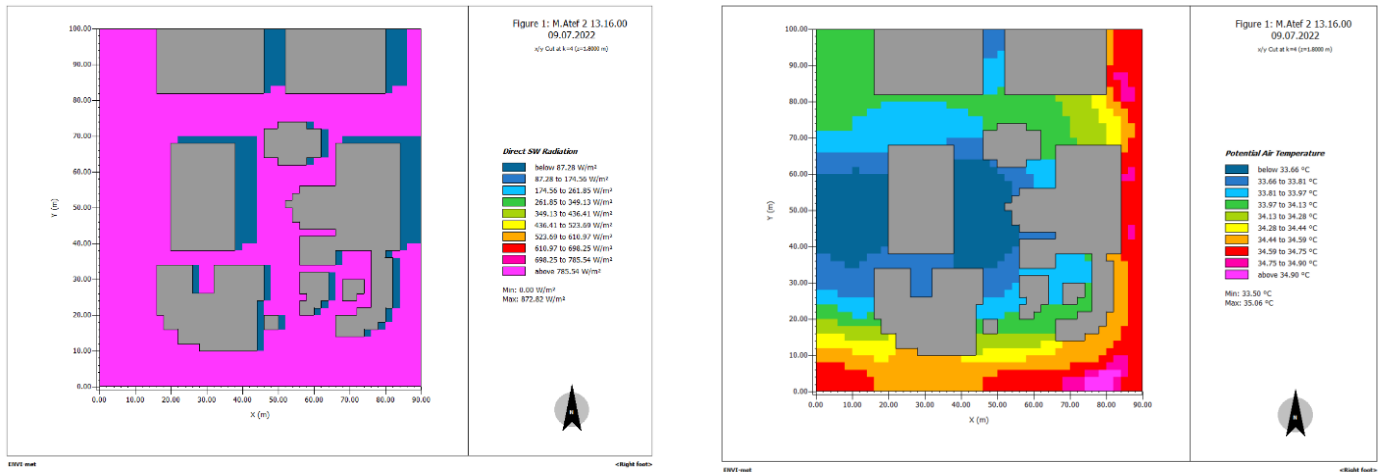 Figure 1: M.Atef 2 13.16.00
09.07.2022
x/y Cut at k=4 (z=1.8000 m)
100.00
90.00
80.00
70.00
60.00
50.00
40.00
30.00
20.00
10.00
0.00
Y (m)
0.00 10.00 20.00 30.00 40.00 50.00 60.00 70.00 80.00 90.00
X (m)
Direct SW Radiation
below 87.28 W/m²
87.28 to 174.56 W/m²
174.56 to 261.85 W/m²
261.85 to 349.13 W/m²
349.13 to 436.41 W/m²
436.41 to 523.69 W/m²
523.69 to 610.97 W/m²
610.97 to 698.25 W/m²
698.25 to 785.54 W/m²
above 785.54 W/m²
Min: 0.00 W/m²
Max: 872.82 W/m²
N
ENVI-met
<Right foot>
Figure 1: M.Atef 2 13.16.00
09.07.2022
x/y Cut at k=4 (z=1.8000 m)
100.00
90.00
80.00
70.00
60.00
50.00
40.00
30.00
20.00
10.00
0.00
Y (m)
0.00 10.00 20.00 30.00 40.00 50.00 60.00 70.00 80.00 90.00
X (m)
Potential Air Temperature
below 33.66 °C
33.66 to 33.81 °C
33.81 to 33.97 °C
33.97 to 34.13 °C
34.13 to 34.28 °C
34.28 to 34.44 °C
34.44 to 34.59 °C
34.59 to 34.75 °C
34.75 to 34.90 °C
above 34.90 °C
Min: 33.50 °C
Max: 35.06 °C
N
ENVI-met
<Right foot>